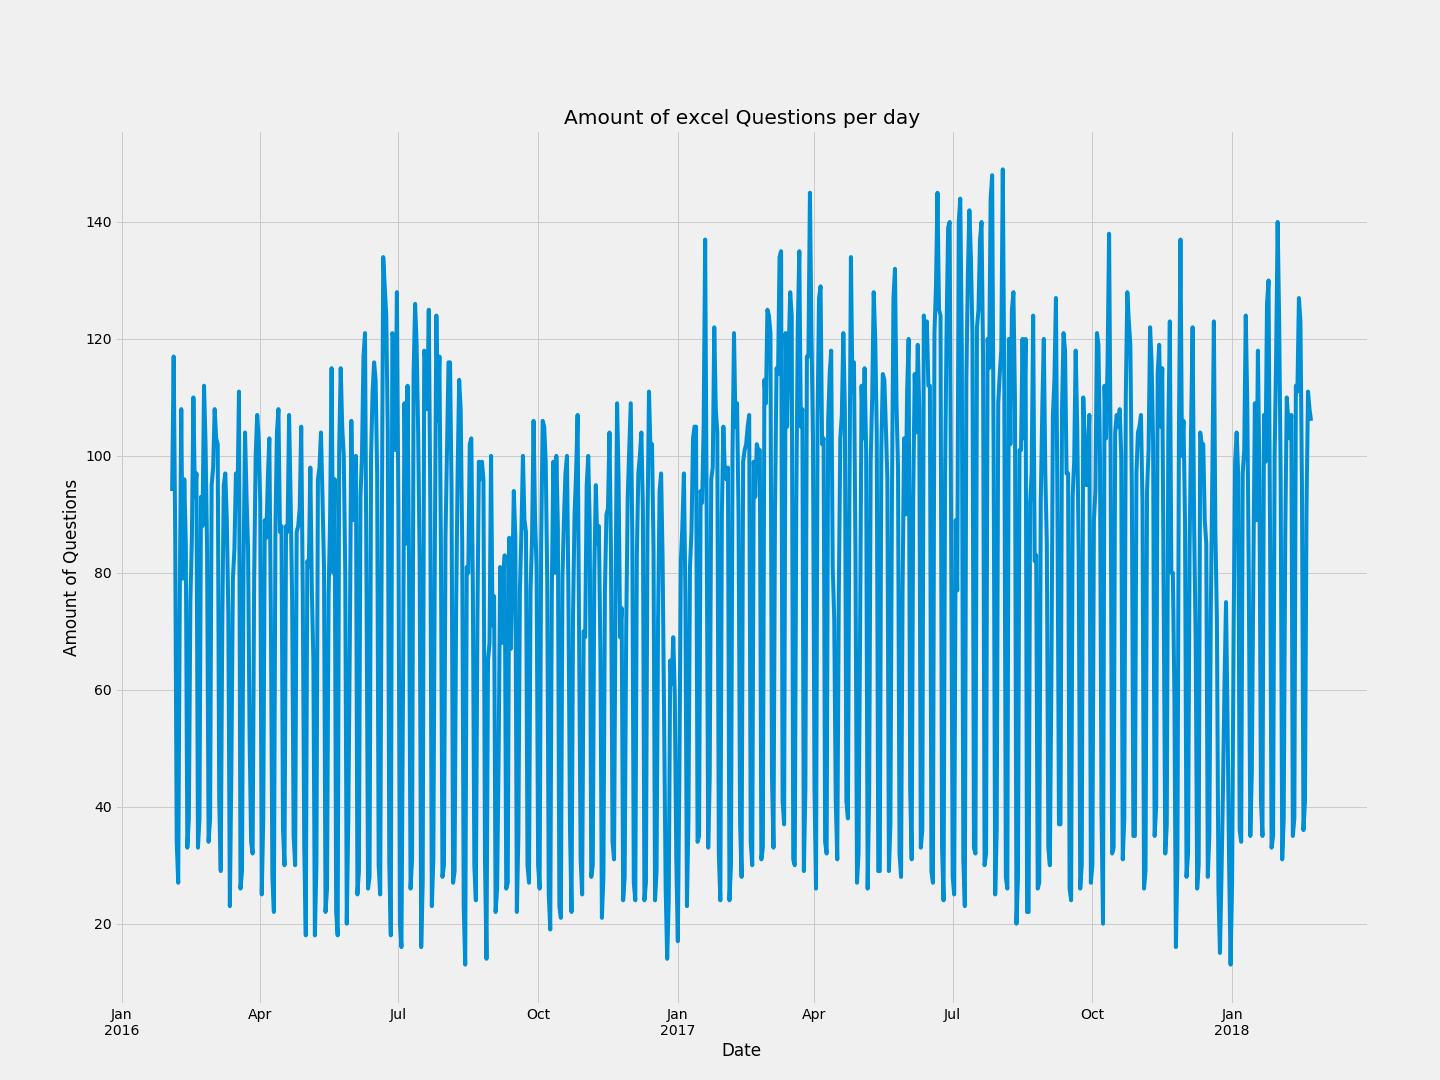 Amount of excel Questions per day
Amount of Questions
140
120
100
80
60
40
20
Jan
2016
Apr
Jul
Oct
Jan
2017
Apr
Jul
Oct
Jan
2018
Date